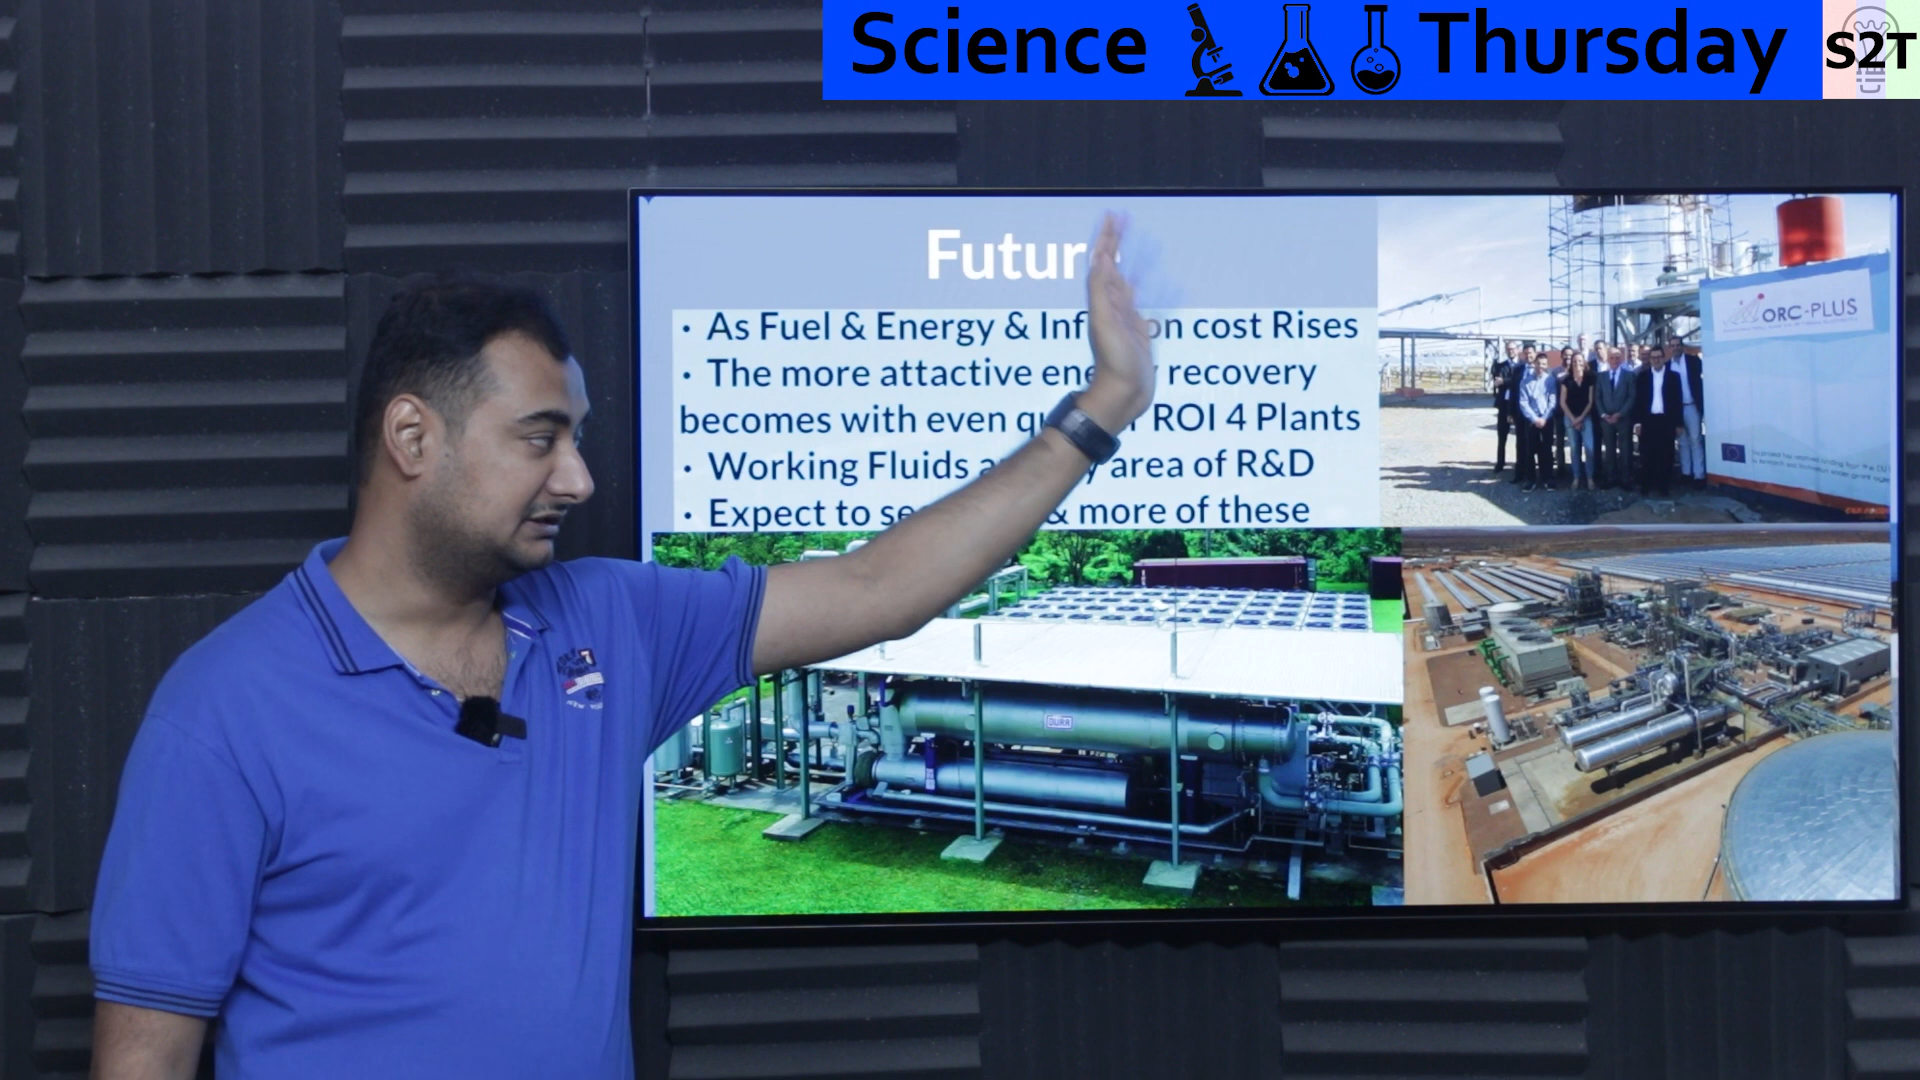 Science Thursday
S2T
Futur
• As Fuel & Energy & Inf on cost Rises
• The more attactive ene recovery
becomes with even qu ROI 4 Plants
• Working Fluids a y area of R&D
• Expect to se & more of these
ORC-PLUS
DÜRR